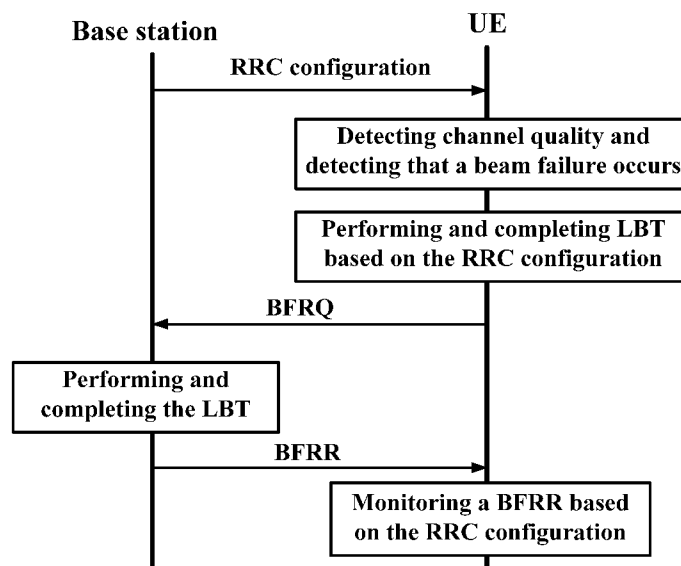 Base station
UE
RRC configuration
Detecting channel quality and
detecting that a beam failure occurs
Performing and completing LBT
based on the RRC configuration
BFRQ
Performing and
completing the LBT
BFRR
Monitoring a BFRR based
on the RRC configuration